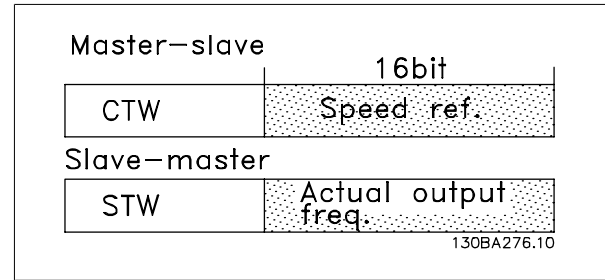 Master-slave
16bit
CTW
Speed ref.
Slave-master
STW
Actual output
freq.
130BA276.10